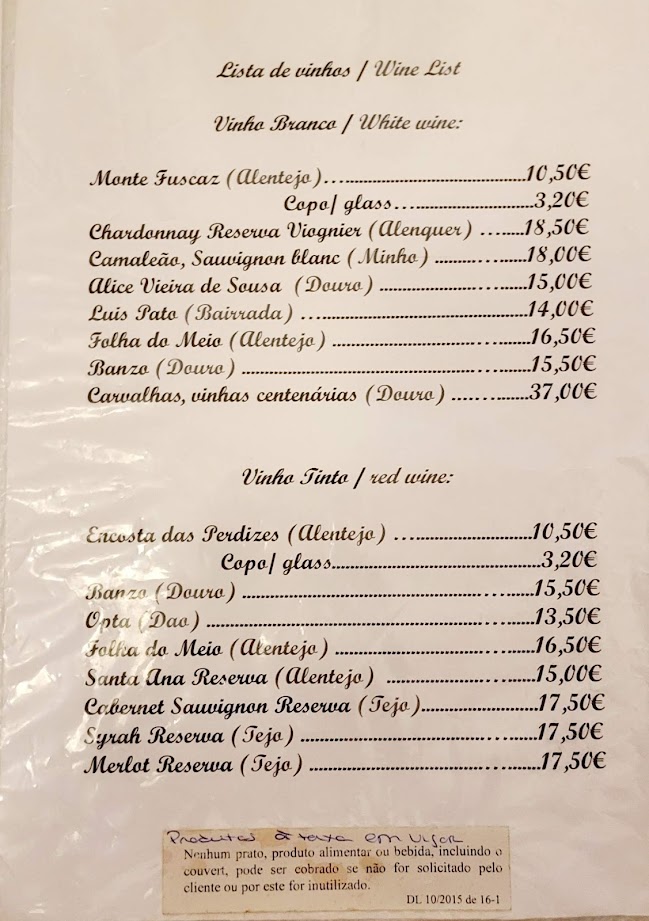 Lista de vinhos / Wine List
Vinho Branco / White wine:
Monte Fuscaz (Alentejo)...............................................10,50€
Copo/ glass..................................3,20€
Chardonnay Reserva Viognier (Alenquer) ..........18,50€
Camaleão, Sauvignon blanc (Minho) ......................18,00€
Alice Vieira de Sousa (Douro) ...................................15,00€
Luis Pato (Bairrada) ......................................................14,00€
Folha do Meio (Alentejo) ..............................................16,50€
Banzo (Douro) ...................................................................15,50€
Carvalhas, vinhas centenárias (Douro) ..................37,00€
Vinho Tinto / red wine:
Encosta das Perdizes (Alentejo) .................................10,50€
Copo/ glass................................................3,20€
Banzo (Douro) ....................................................................15,50€
Opta (Dao) ..........................................................................13,50€
Folha do Meio (Alentejo) ..............................................16,50€
Santa Ana Reserva (Alentejo) ...................................15,00€
Cabernet Sauvignon Reserva (Tejo)...........................17,50€
Syrah Reserva (Tejo) ......................................................17,50€
Merlot Reserva (Tejo) ....................................................17,50€
Produtos à taxa em vigor
Nenhum prato, produto alimentar ou bebida, incluindo o
couvert, pode ser cobrado se não for solicitado pelo
cliente ou por este for inutilizado.
DL 10/2015 de 16-1